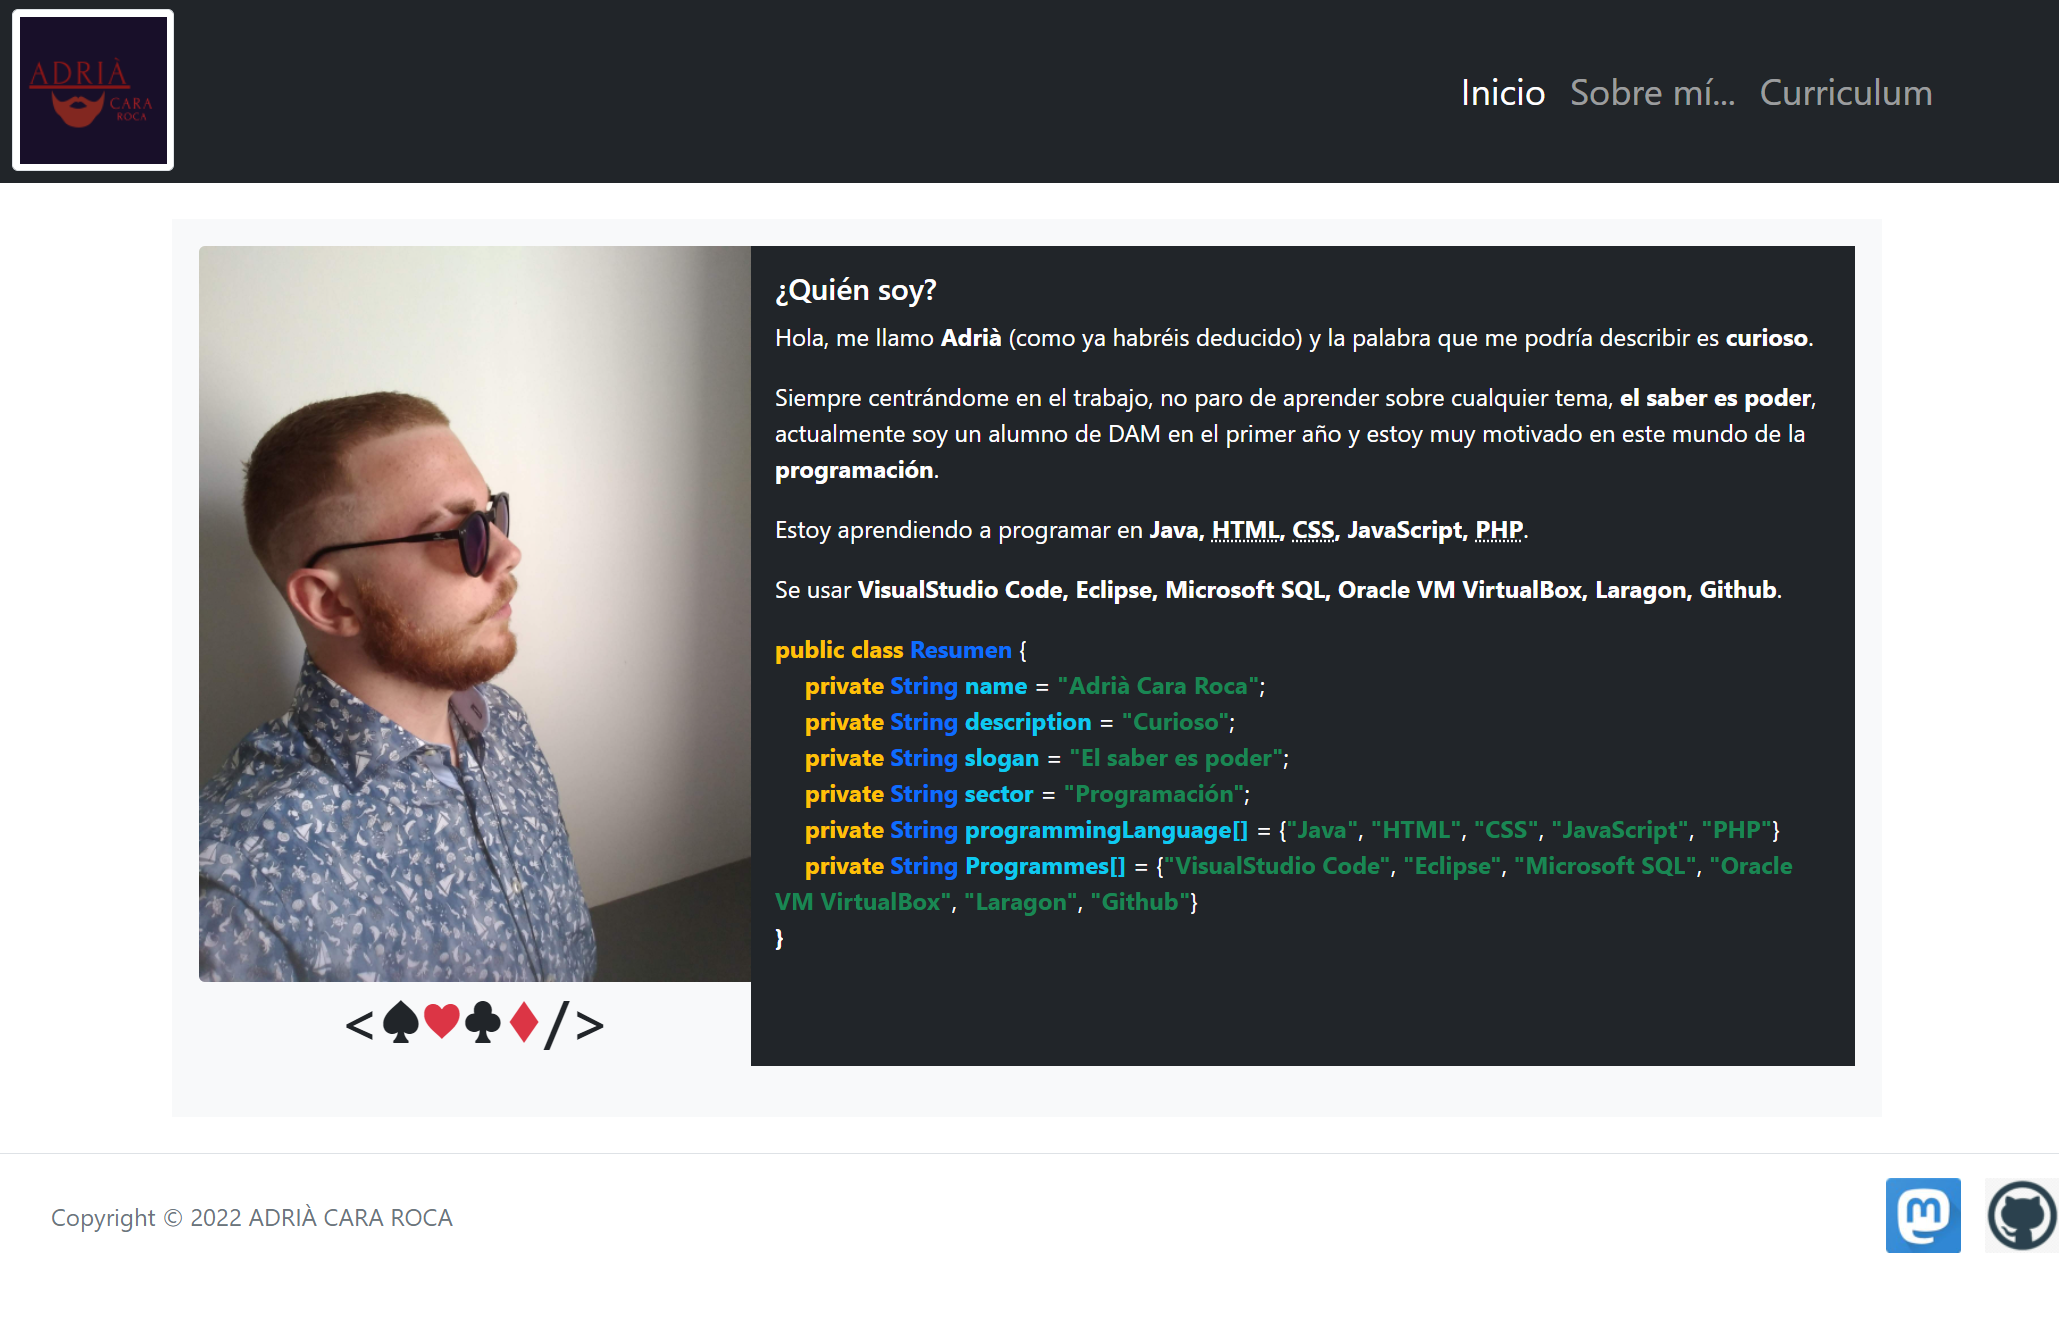 ADRIÀ
CARA
ROCA
Inicio Sobre mí... Curriculum
¿Quién soy?
Hola, me llamo Adrià (como ya habréis deducido) y la palabra que me podría describir es curioso.
Siempre centrándome en el trabajo, no paro de aprender sobre cualquier tema, el saber es poder,
actualmente soy un alumno de DAM en el primer año y estoy muy motivado en este mundo de la
programación.
Estoy aprendiendo a programar en Java, HTML, CSS, JavaScript, PHP.
Se usar VisualStudio Code, Eclipse, Microsoft SQL, Oracle VM VirtualBox, Laragon, Github.
public class Resumen {
private String name = "Adrià Cara Roca";
private String description = "Curioso";
private String slogan = "El saber es poder";
private String sector = "Programación";
private String programmingLanguage[] = {"Java", "HTML", "CSS", "JavaScript", "PHP"}
private String Programmes[] = {"VisualStudio Code", "Eclipse", "Microsoft SQL", "Oracle
VM VirtualBox", "Laragon", "Github"}
}
<♠♥♣♦/>
Copyright © 2022 ADRIÀ CARA ROCA
m